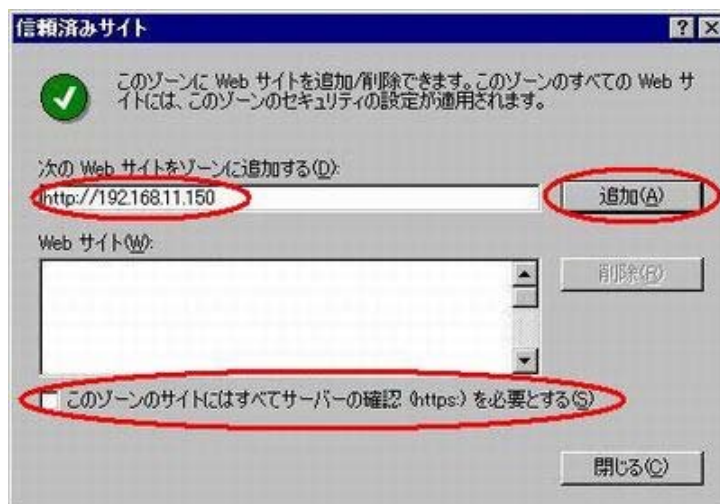 信頼済みサイト
このゾーンに Web サイトを追加/削除できます。このゾーンのすべての Web サ
イトには、このゾーンのセキュリティの設定が適用されます。
次の Web サイトをゾーンに追加する(D):
http://192.168.11.150
追加(A)
Web サイト(W):
削除(R)
このゾーンのサイトにはすべてサーバーの確認 (https:) を必要とする(S)
閉じる(C)